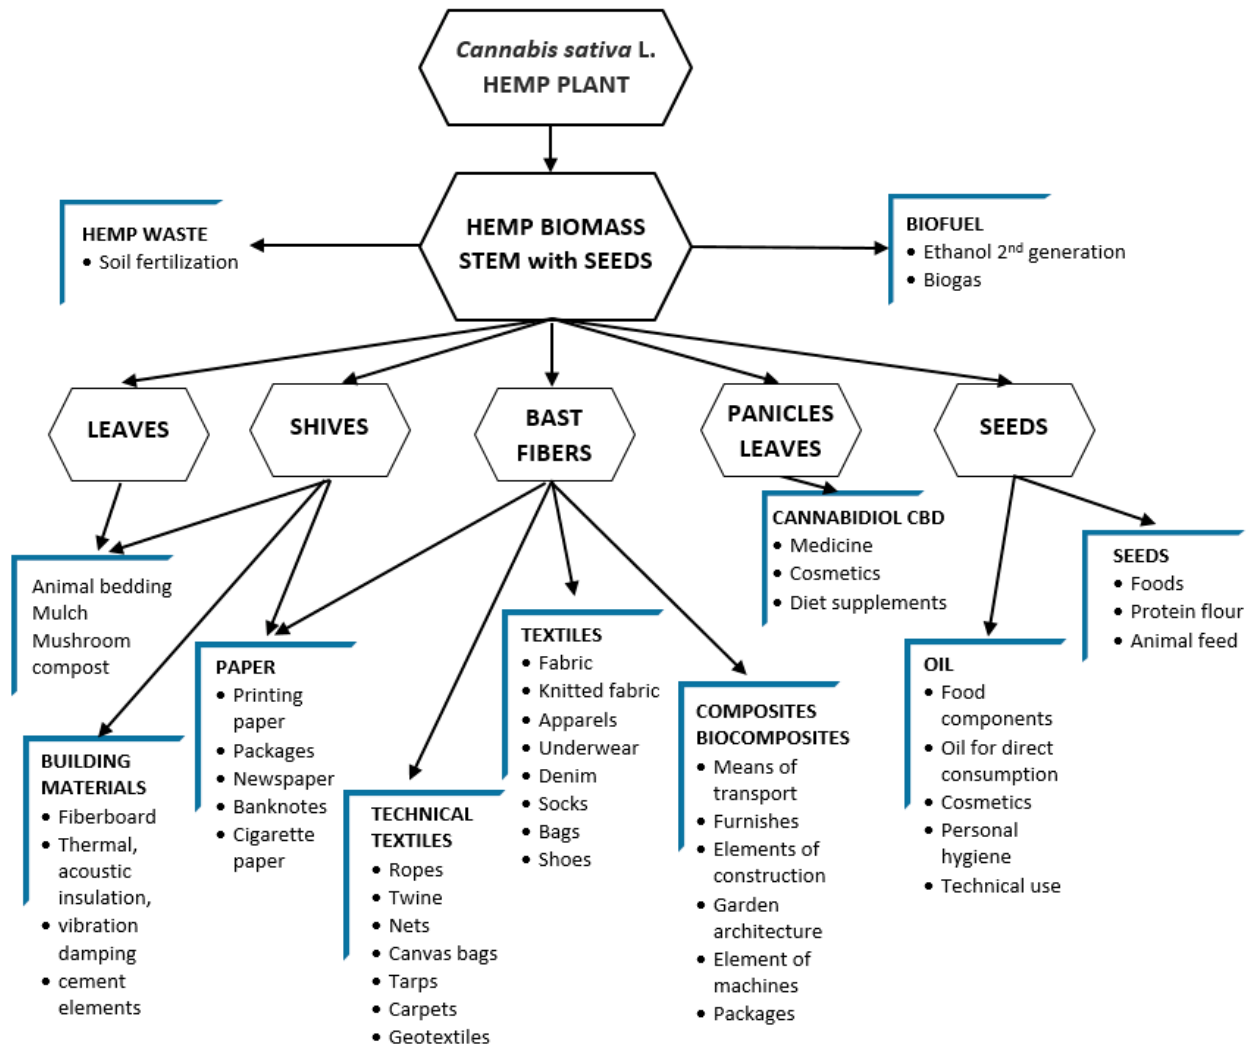 Cannabis sativa L.
HEMP PLANT
HEMP BIOMASS
STEM with SEEDS
HEMP WASTE
• Soil fertilization
BIOFUEL
• Ethanol 2nd generation
• Biogas
LEAVES
SHIVES
BAST
FIBERS
PANICLES
LEAVES
SEEDS
Animal bedding
Mulch
Mushroom
compost
BUILDING
MATERIALS
• Fiberboard
• Thermal,
acoustic
insulation,
• vibration
damping
• cement
elements
PAPER
• Printing
paper
• Packages
• Newspaper
• Banknotes
• Cigarette
paper
TECHNICAL
TEXTILES
• Ropes
• Twine
• Nets
• Canvas bags
• Tarps
• Carpets
• Geotextiles
TEXTILES
• Fabric
• Knitted fabric
• Apparels
• Underwear
• Denim
• Socks
• Bags
• Shoes
COMPOSITES
BIOCOMPOSITES
• Means of
transport
• Furnishes
• Elements of
construction
• Garden
architecture
• Element of
machines
• Packages
CANNABIDIOL CBD
• Medicine
• Cosmetics
• Diet supplements
OIL
• Food
components
• Oil for direct
consumption
• Cosmetics
• Personal
hygiene
• Technical use
SEEDS
• Foods
• Protein flour
• Animal feed